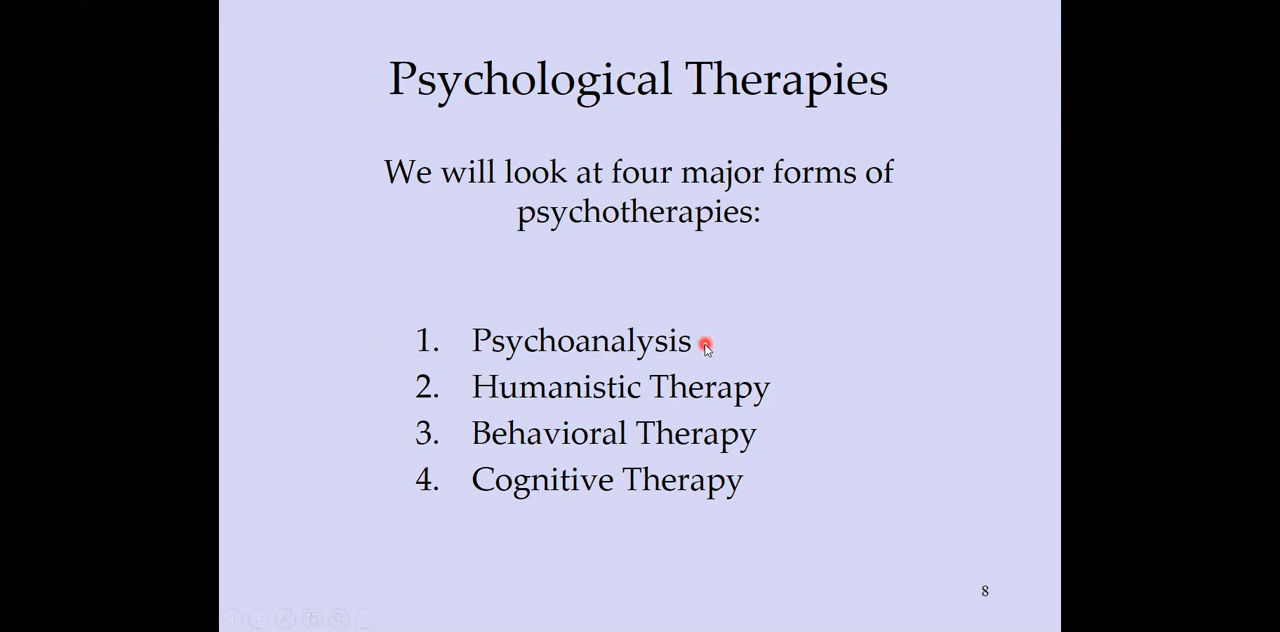 Psychological Therapies
We will look at four major forms of
psychotherapies:
1. Psychoanalysis
2. Humanistic Therapy
3. Behavioral Therapy
4. Cognitive Therapy
8